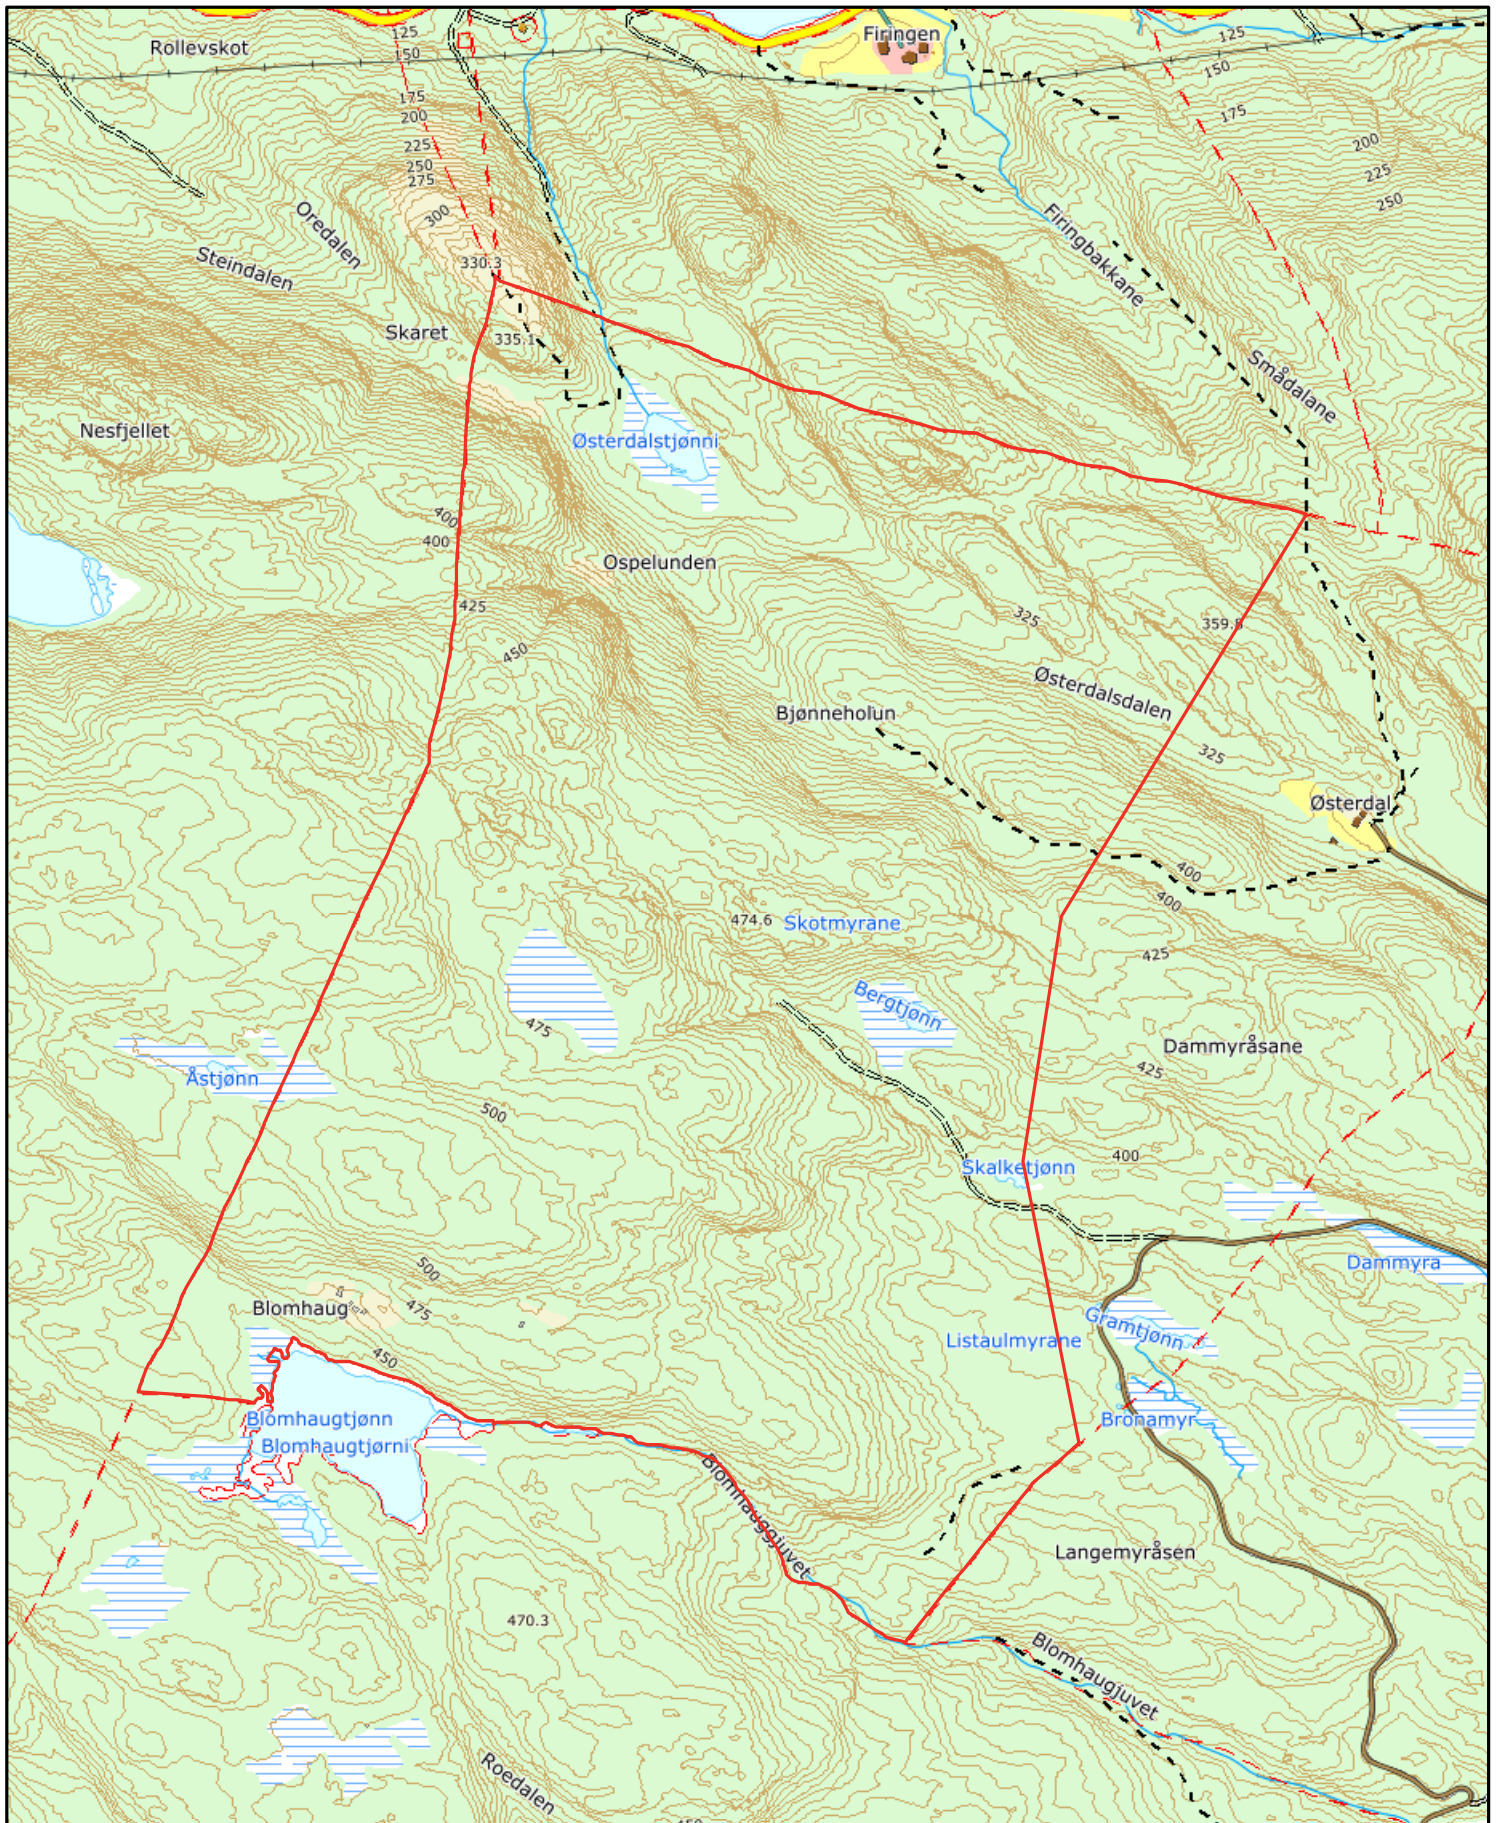 Rollevskot
125
150
175
200
225
250
275
300
330.3
Oredalen
Steindalen
Skaret
335.1
Nesfjellet
Firingen
125
150
175
200
225
250
Firingbakkane
Smådalane
Østerdalstjønni
400
400
425
450
Ospelunden
325
359.8
Østerdalsdalen
325
Bjønneholun
Østerdal
400
400
425
474.6
Skotmyrane
Bergtjønn
475
Dammyråsane
425
Åstjønn
500
400
Skalketjønn
500
475
Blomhaug
450
Dammyra
Gramtjønn
Listaulmyrane
Blomhaugtjønn
Blomhaugtjørni
Bronamyr
Blomhauggjuvet
Langemyråsen
470.3
Blomhaugjuvet
Roedalen